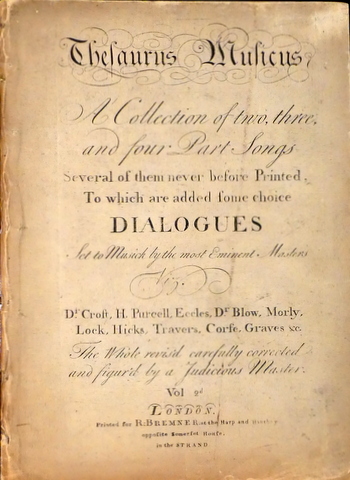 Thesaurus Musicus
A Collection of two, three,
and four Part Songs
Several of them never before Printed,
To which are added some choice
DIALOGUES
Set to Musick by the most Eminent Masters
Viz.
Dr. Croft, H. Purcell, Eccles, Dr. Blow, Morly,
Lock, Hicks, Travers, Corfe, Graves &c.
The Whole revis'd carefully corrected
and figur'd by a Judicious Master.
Vol 2d
LONDON.
Printed for R: BREMNER, at the Harp and Hautboy
opposite Somerset House,
in the STRAND